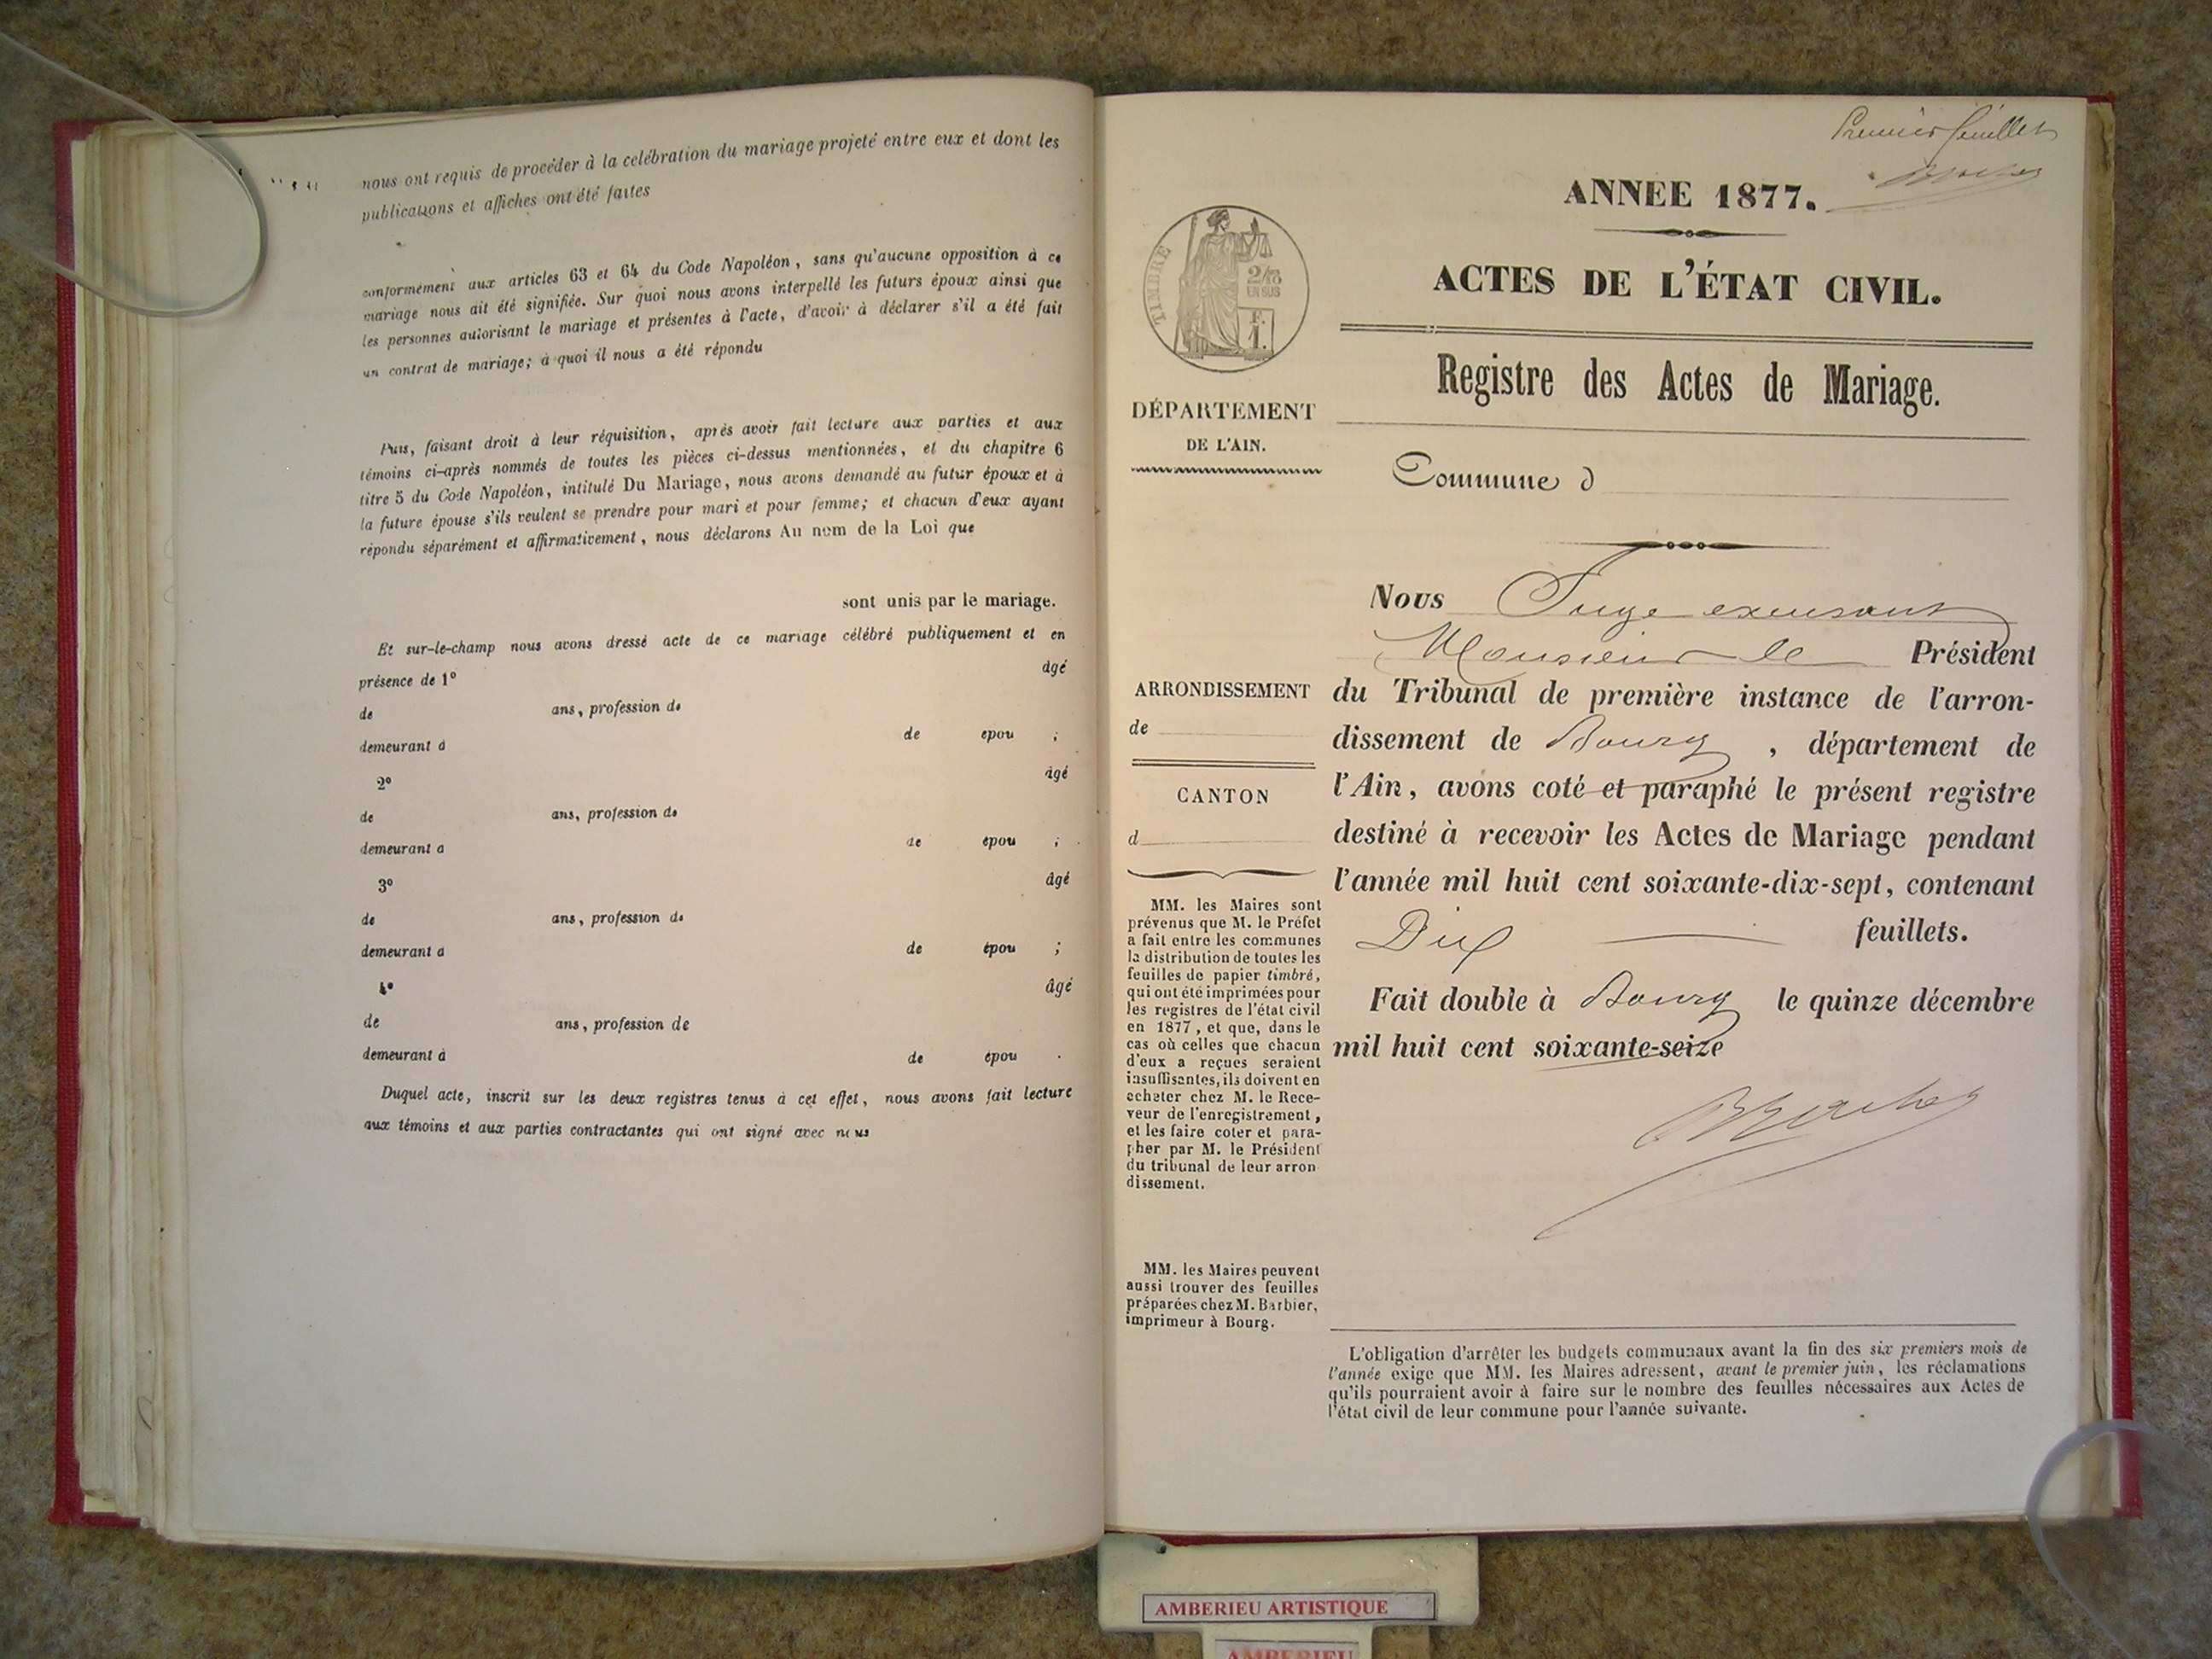 nous ont requis de procéder à la celébration du mariage projeté entre eux et dont les
publications et affiches ont été faites
conformément aux articles 63 et 64 du Code Napoléon, sans qu'aucune opposition à ce
mariage nous ait été signifiée. Sur quoi nous avons interpellé les futurs époux ainsi que
les personnes autorisant le mariage et présentes à l'acte, d'avoir à déclarer s'il a été fait
un contrat de mariage; à quoi il nous a été répondu
Puis, faisant droit à leur réquisition, après avoir fait lecture aux parties et aux
témoins ci-après nommés de toutes les pièces ci-dessus mentionnées, et du chapitre 6
titre 5 du Code Napoléon, intitulé Du Mariage, nous avons demandé au futur époux et à
la future épouse s'ils veulent se prendre pour mari et pour femme; et chacun d'eux ayant
répondu séparément et affirmativement, nous déclarons Au nom de la Loi que
sont unis par le mariage.
Et sur-le-champ nous avons dressé acte de ce mariage célébré publiquement et en
présence de 1° âgé
de ans, profession de
demeurant à de epou ;
2° âgé
de ans, profession de
demeurant a de epou ;
3° âgé
de ans, profession de
demeurant a de épou ;
4° âgé
de ans, profession de
demeurant à de épou .
Duquel acte, inscrit sur les deux registres tenus à cet effet, nous avons fait lecture
aux témoins et aux parties contractantes qui ont signé avec nous
Premier feuillet
ANNÉE 1877.
TIMBRE
2/10
EN SUS
F.
1.
ACTES DE L'ÉTAT CIVIL.
Registre des Actes de Mariage.
DÉPARTEMENT
DE L'AIN.
Commune d
ARRONDISSEMENT
de
CANTON
d
MM. les Maires sont
prévenus que M. le Préfet
a fait entre les communes
la distribution de toutes les
feuilles de papier timbré,
qui ont été imprimées pour
les registres de l'état civil
en 1877, et que, dans le
cas où celles que chacun
d'eux a reçues seraient
insuffisantes, ils doivent en
acheter chez M. le Rece-
veur de l'enregistrement,
et les faire coter et para-
pher par M. le Président
du tribunal de leur arron
dissement.
MM. les Maires peuvent
aussi trouver des feuilles
préparées chez M. Barbier,
imprimeur à Bourg.
Nous Juge
Monsieur le Président
du Tribunal de première instance de l'arron-
dissement de Bourg, département de
l'Ain, avons coté et paraphé le présent registre
destiné à recevoir les Actes de Mariage pendant
l'année mil huit cent soixante-dix-sept, contenant
Dix feuillets.
Fait double à Bourg le quinze décembre
mil huit cent soixante-seize
L'obligation d'arrêter les budgets communaux avant la fin des six premiers mois de
l'année exige que MM. les Maires adressent, avant le premier juin, les réclamations
qu'ils pourraient avoir à faire sur le nombre des feuilles nécessaires aux Actes de
l'état civil de leur commune pour l'année suivante.
AMBERIEU ARTISTIQUE
AMBERIEU